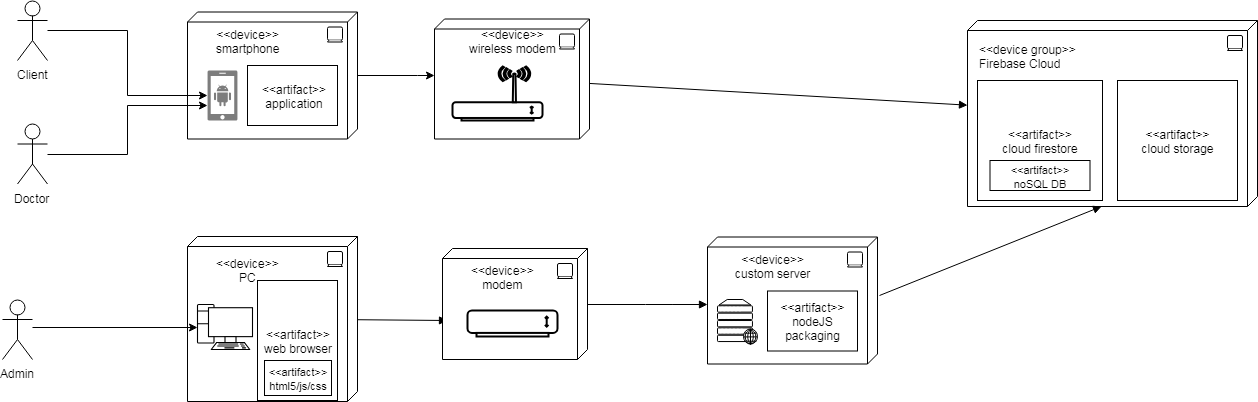 Client
Doctor
<<device>>
smartphone
<<artifact>>
application
<<device>>
wireless modem
<<device group>>
Firebase Cloud
<<artifact>>
cloud firestore
<<artifact>>
noSQL DB
<<artifact>>
cloud storage
Admin
<<device>>
PC
<<artifact>>
web browser
<<artifact>>
html5/js/css
<<device>>
modem
<<device>>
custom server
<<artifact>>
nodeJS
packaging